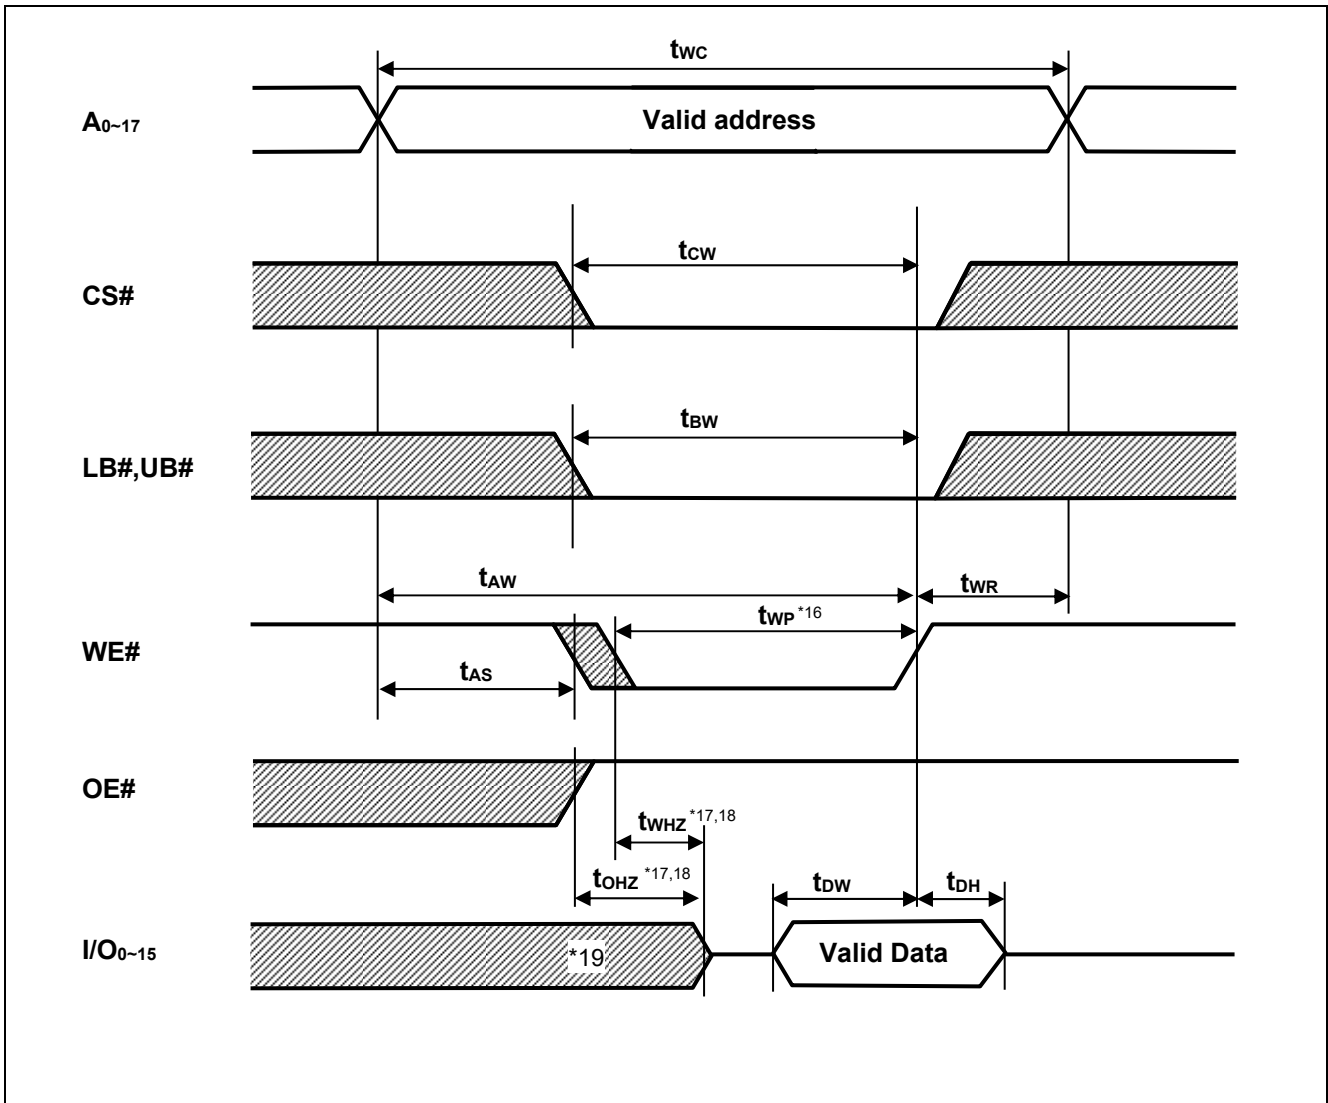 tWC
A0~17
Valid address
CS#
tCW
LB#,UB#
tBW
tAW
tWR
WE#
tWP *16
tAS
OE#
tWHZ *17,18
tOHZ *17,18
tDW
tDH
I/O0~15
*19
Valid Data